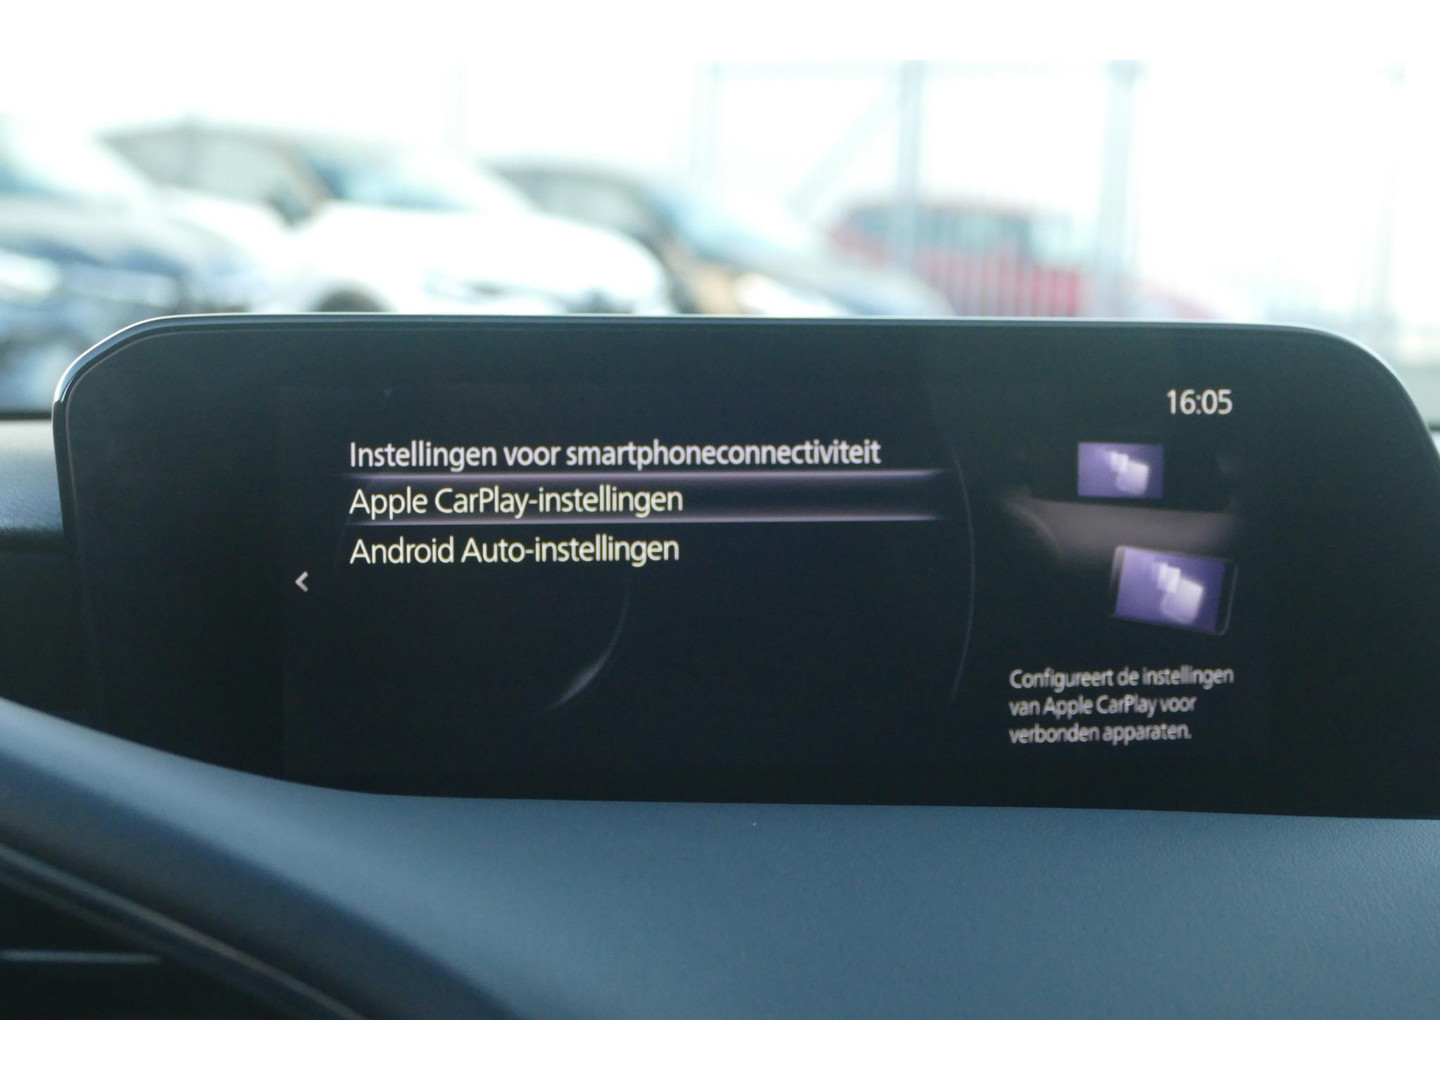 16:05
Instellingen voor smartphoneconnectiviteit
Apple CarPlay-instellingen
Android Auto-instellingen
Configureert de instellingen
van Apple CarPlay voor
verbonden apparaten.